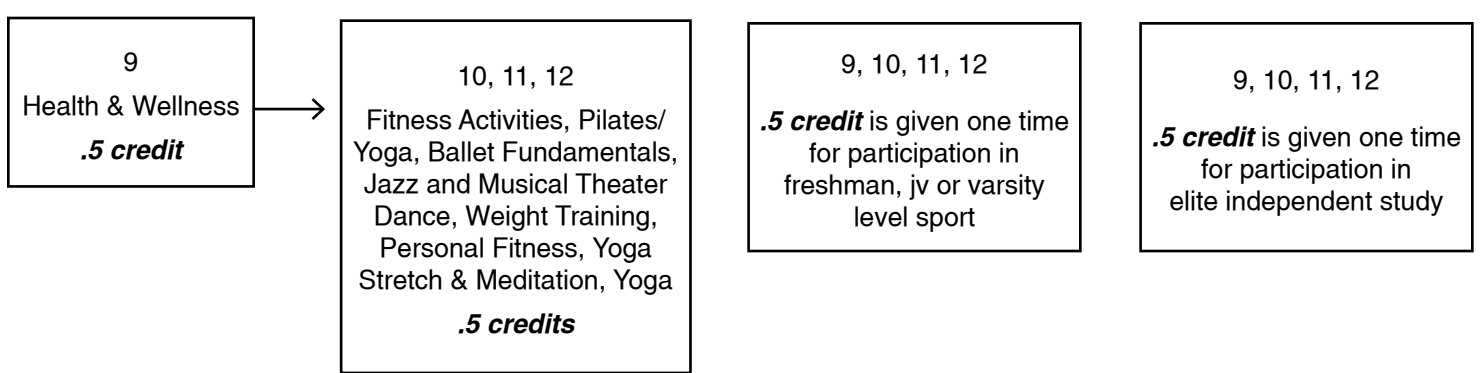 9
Health & Wellness
.5 credit
10, 11, 12
Fitness Activities, Pilates/
Yoga, Ballet Fundamentals,
Jazz and Musical Theater
Dance, Weight Training,
Personal Fitness, Yoga
Stretch & Meditation, Yoga
.5 credits
9, 10, 11, 12
.5 credit is given one time
for participation in
freshman, jv or varsity
level sport
9, 10, 11, 12
.5 credit is given one time
for participation in
elite independent study